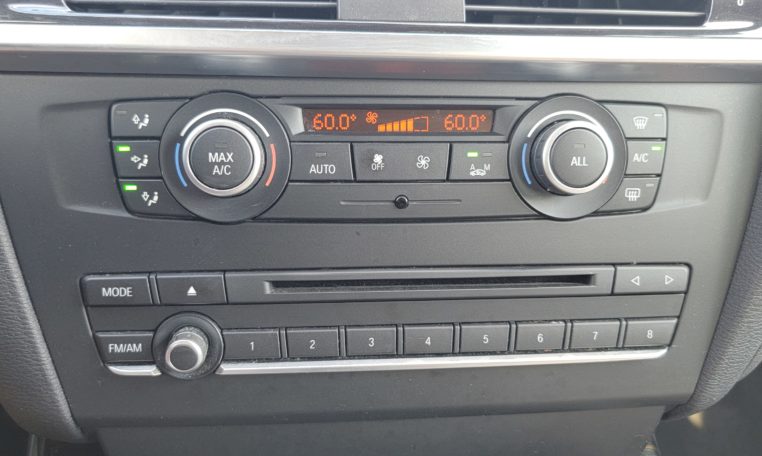 60.0° 60.0°
MAX
A/C
AUTO
OFF
A M
ALL
A/C
MODE
FM/AM
1 2 3 4 5 6 7 8